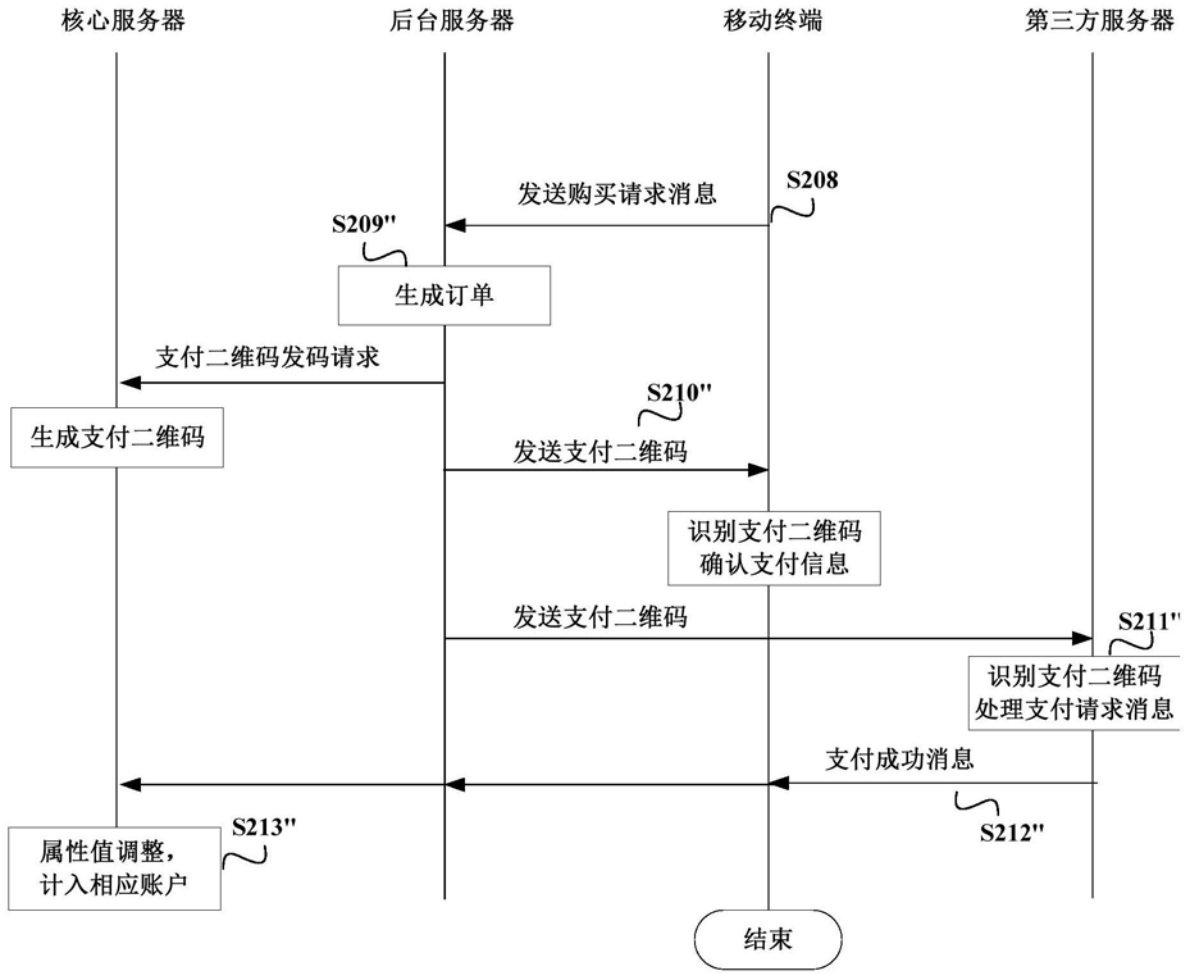 核心服务器
后台服务器
移动终端
第三方服务器
发送购买请求消息
S208
S209"
生成订单
支付二维码发码请求
S210"
生成支付二维码
发送支付二维码
识别支付二维码
确认支付信息
发送支付二维码
S211"
识别支付二维码
处理支付请求消息
支付成功消息
S212"
S213"
属性值调整，
计入相应账户
结束